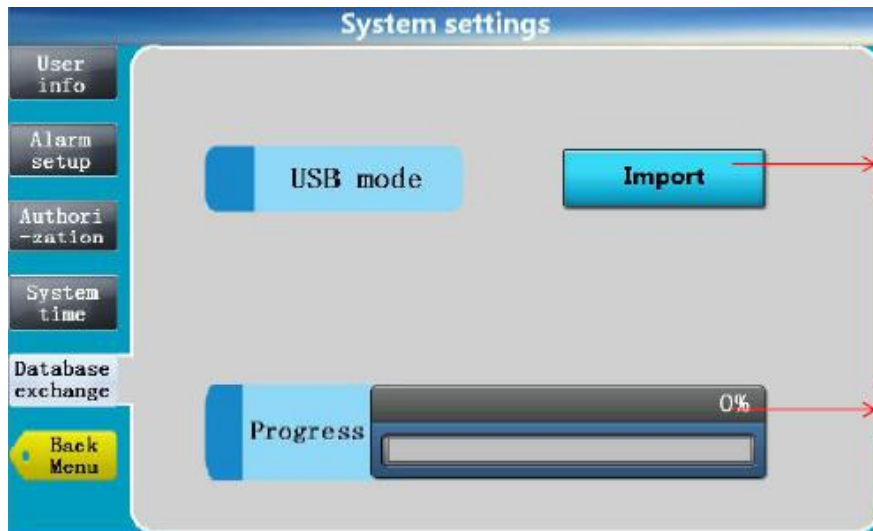 System settings
User
info
Alarm
setup
Authori
-zation
System
time
Database
exchange
Back
Menu
USB mode
Import
Progress
0%